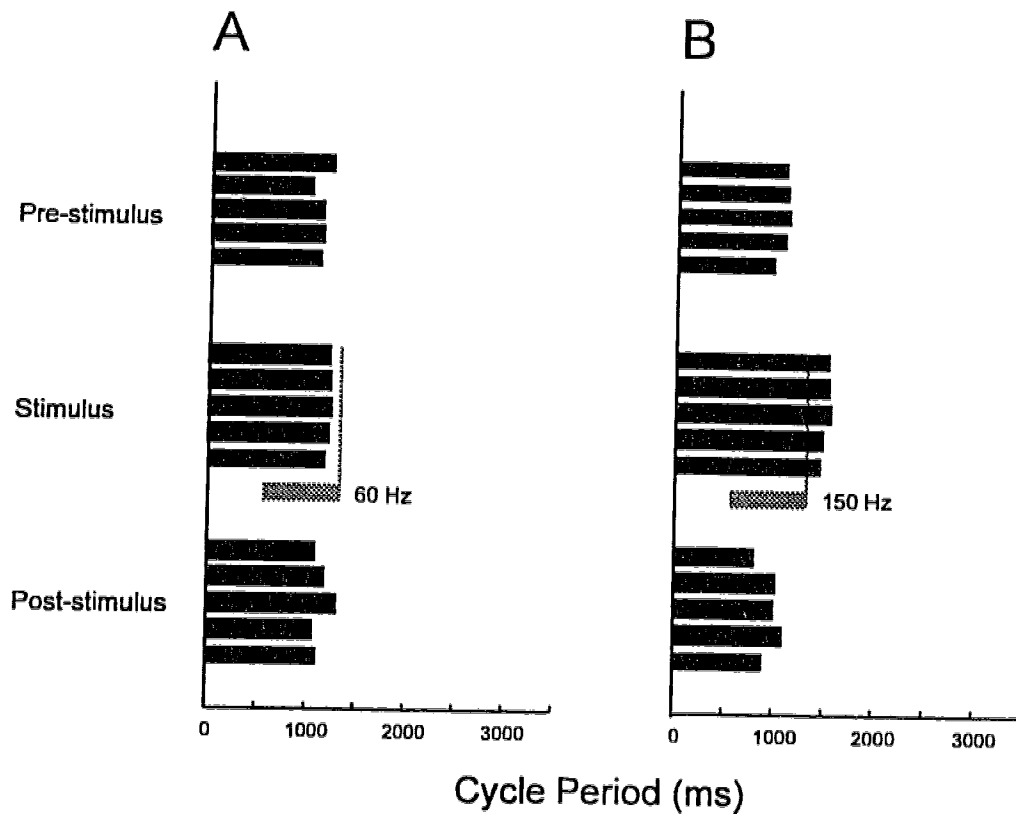 A
B
Pre-stimulus
Stimulus
60 Hz
150 Hz
Post-stimulus
0 1000 2000 3000
0 1000 2000 3000
Cycle Period (ms)